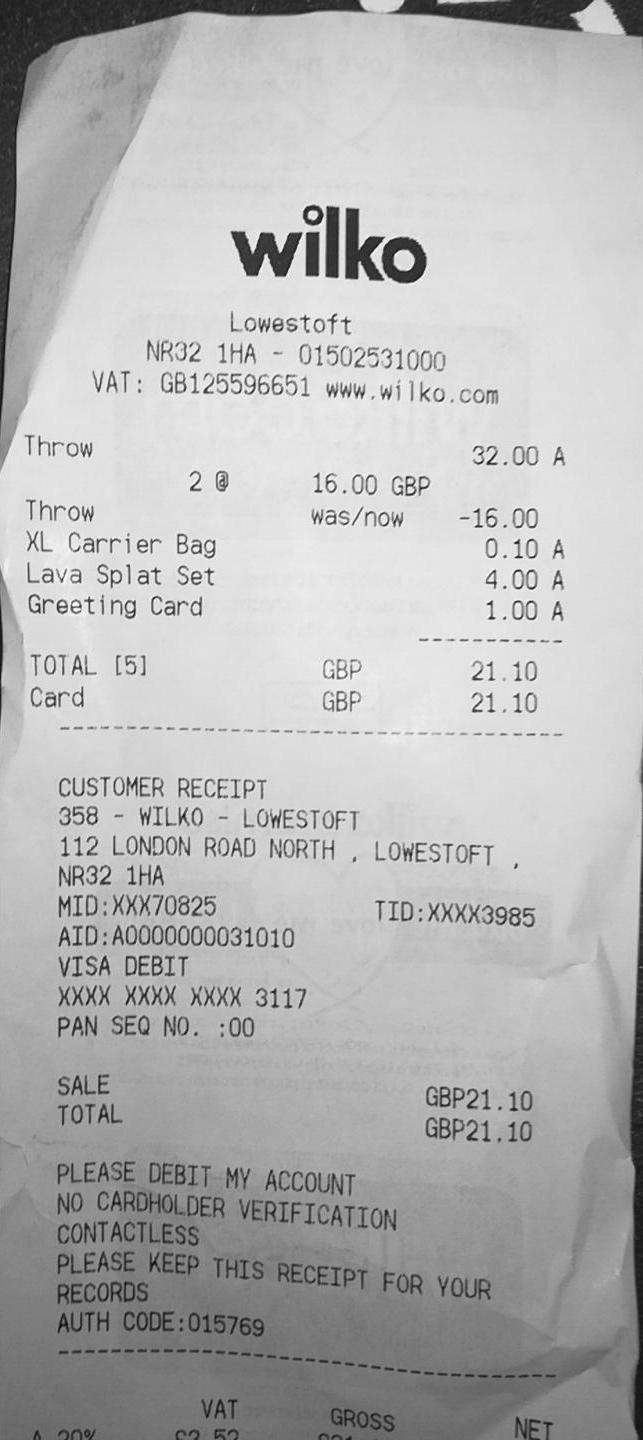 wilko
Lowestoft
NR32 1HA - 01502531000
VAT: GB125596651 www.wilko.com
Throw 32.00 A
2 @ 16.00 GBP
Throw was/now -16.00
XL Carrier Bag 0.10 A
Lava Splat Set 4.00 A
Greeting Card 1.00 A
-----------
TOTAL [5] GBP 21.10
Card GBP 21.10
CUSTOMER RECEIPT
358 - WILKO - LOWESTOFT
112 LONDON ROAD NORTH , LOWESTOFT ,
NR32 1HA
MID:XXX70825 TID:XXXX3985
AID:A0000000031010
VISA DEBIT
XXXX XXXX XXXX 3117
PAN SEQ NO. :00
SALE GBP21.10
TOTAL GBP21.10
PLEASE DEBIT MY ACCOUNT
NO CARDHOLDER VERIFICATION
CONTACTLESS
PLEASE KEEP THIS RECEIPT FOR YOUR
RECORDS
AUTH CODE:015769
VAT GROSS NET
A 20% £3.52